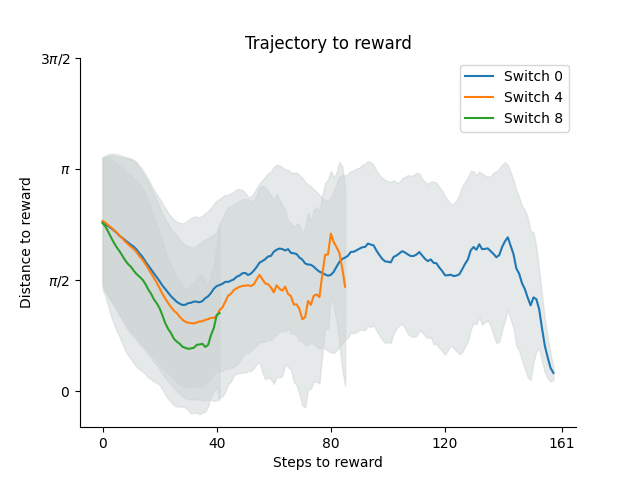 Trajectory to reward
3π/2
π
π/2
0
Distance to reward
Switch 0
Switch 4
Switch 8
0 40 80 120 161
Steps to reward